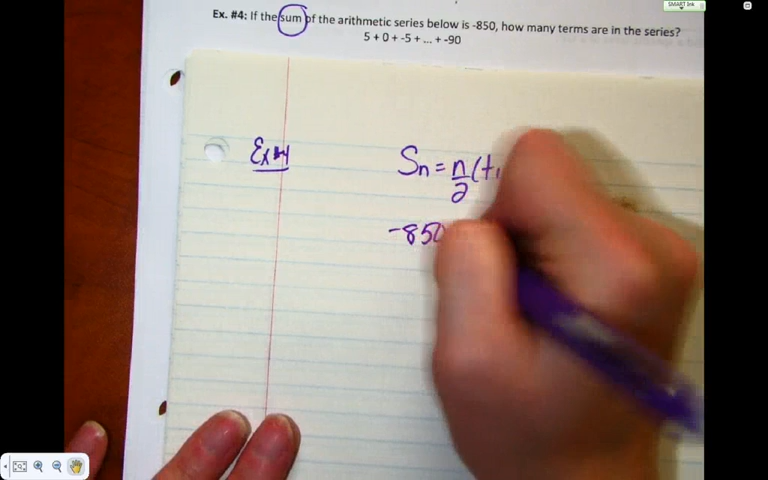 SMART Ink
Ex. #4: If the sum of the arithmetic series below is -850, how many terms are in the series?
5 + 0 + -5 + ... + -90
Ex #4
Sn = n/2 (t₁
-850